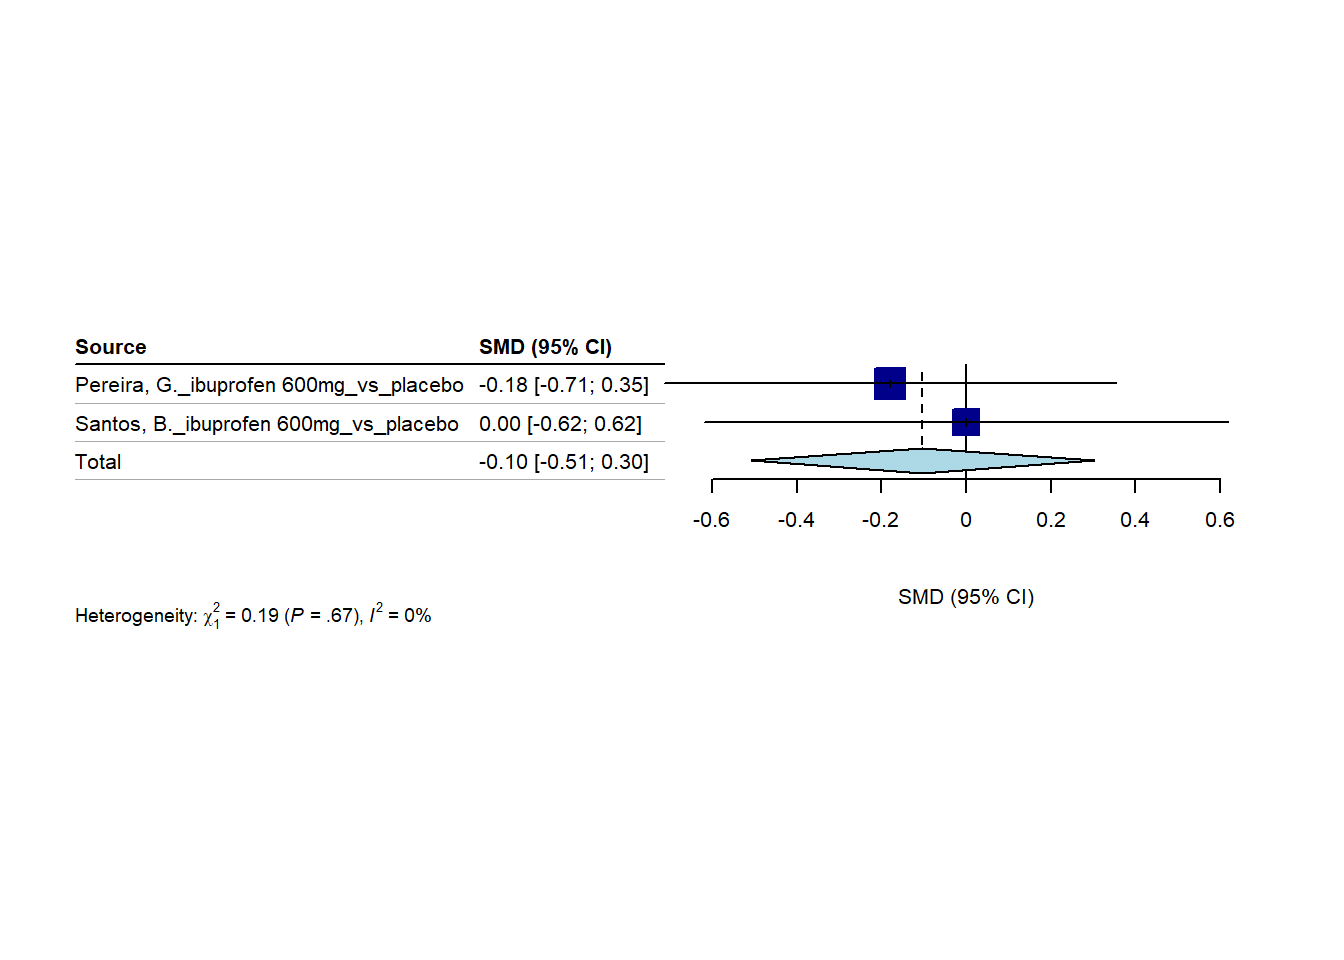 Source SMD (95% CI)
Pereira, G._ibuprofen 600mg_vs_placebo -0.18 [-0.71; 0.35]
Santos, B._ibuprofen 600mg_vs_placebo 0.00 [-0.62; 0.62]
Total -0.10 [-0.51; 0.30]
-0.6 -0.4 -0.2 0 0.2 0.4 0.6
SMD (95% CI)
Heterogeneity: χ²₁ = 0.19 (P = .67), I² = 0%